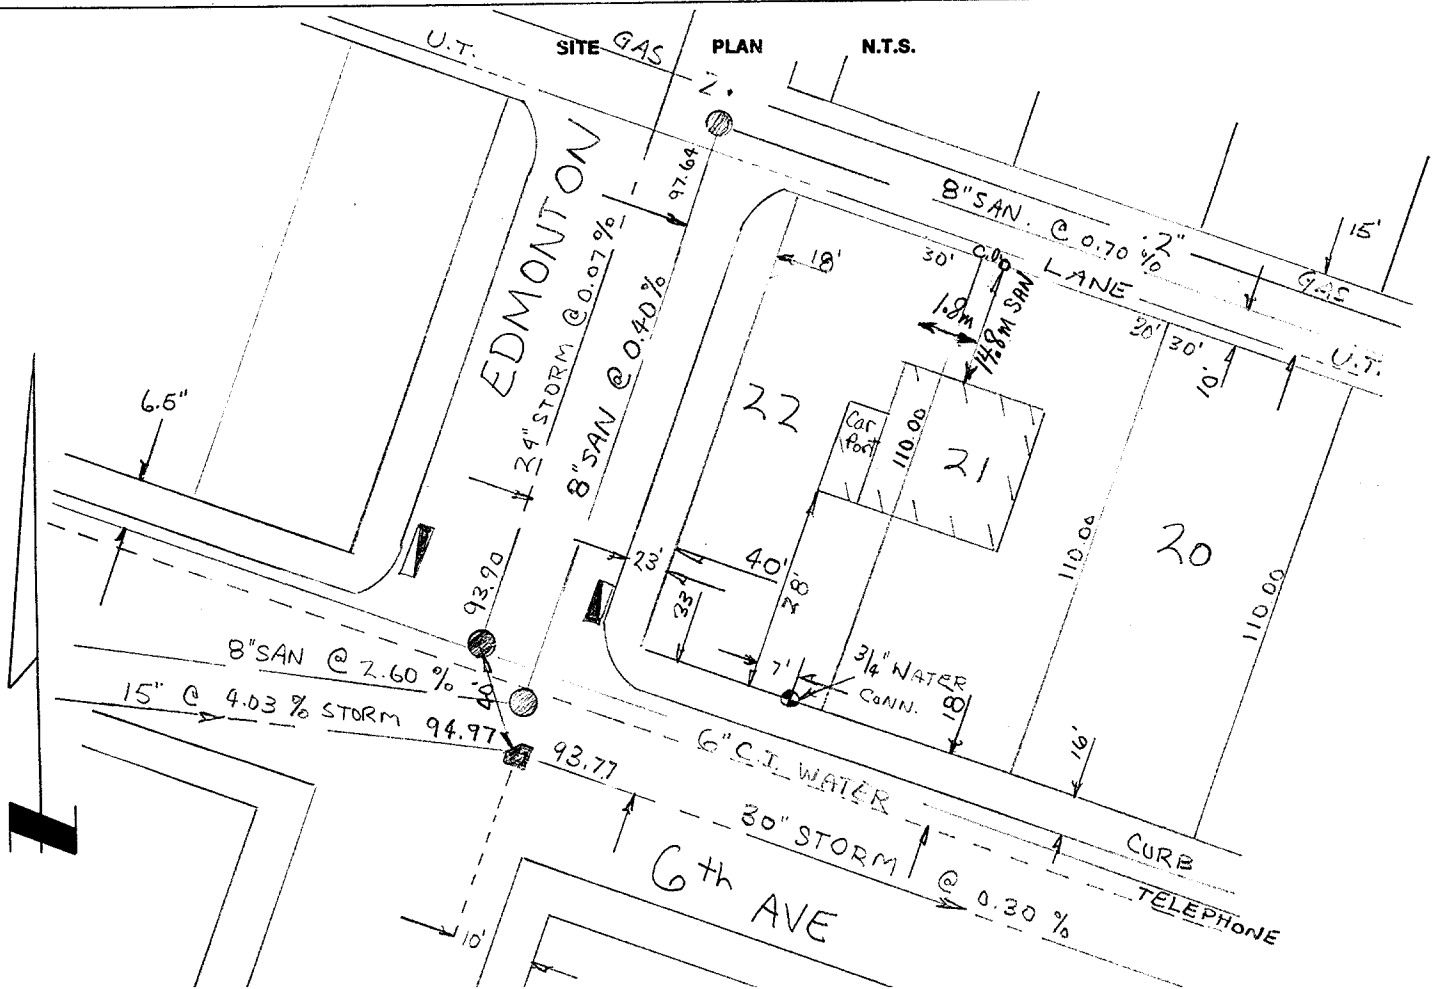 SITE PLAN N.T.S.
U.T.
GAS
2.
EDMONTON
1
97.64
24" STORM @ 0.07%
8" SAN @ 0.40%
8" SAN. @ 0.70 %
2"
GAS
15'
LANE
U.T.
18'
30'
C.O.
1.8m
14.8m SAN
30'
30'
10'
6.5"
22
Car
Port
110.00
21
110.00
20
110.00
23'
40'
33'
28'
7'
3/4" WATER
CONN.
18'
16'
93.90
8" SAN @ 2.60 %
40'
15" @ 4.03 % STORM
94.97
93.77
6" C.I. WATER
30" STORM @ 0.30 %
CURB
TELEPHONE
6th AVE
10'